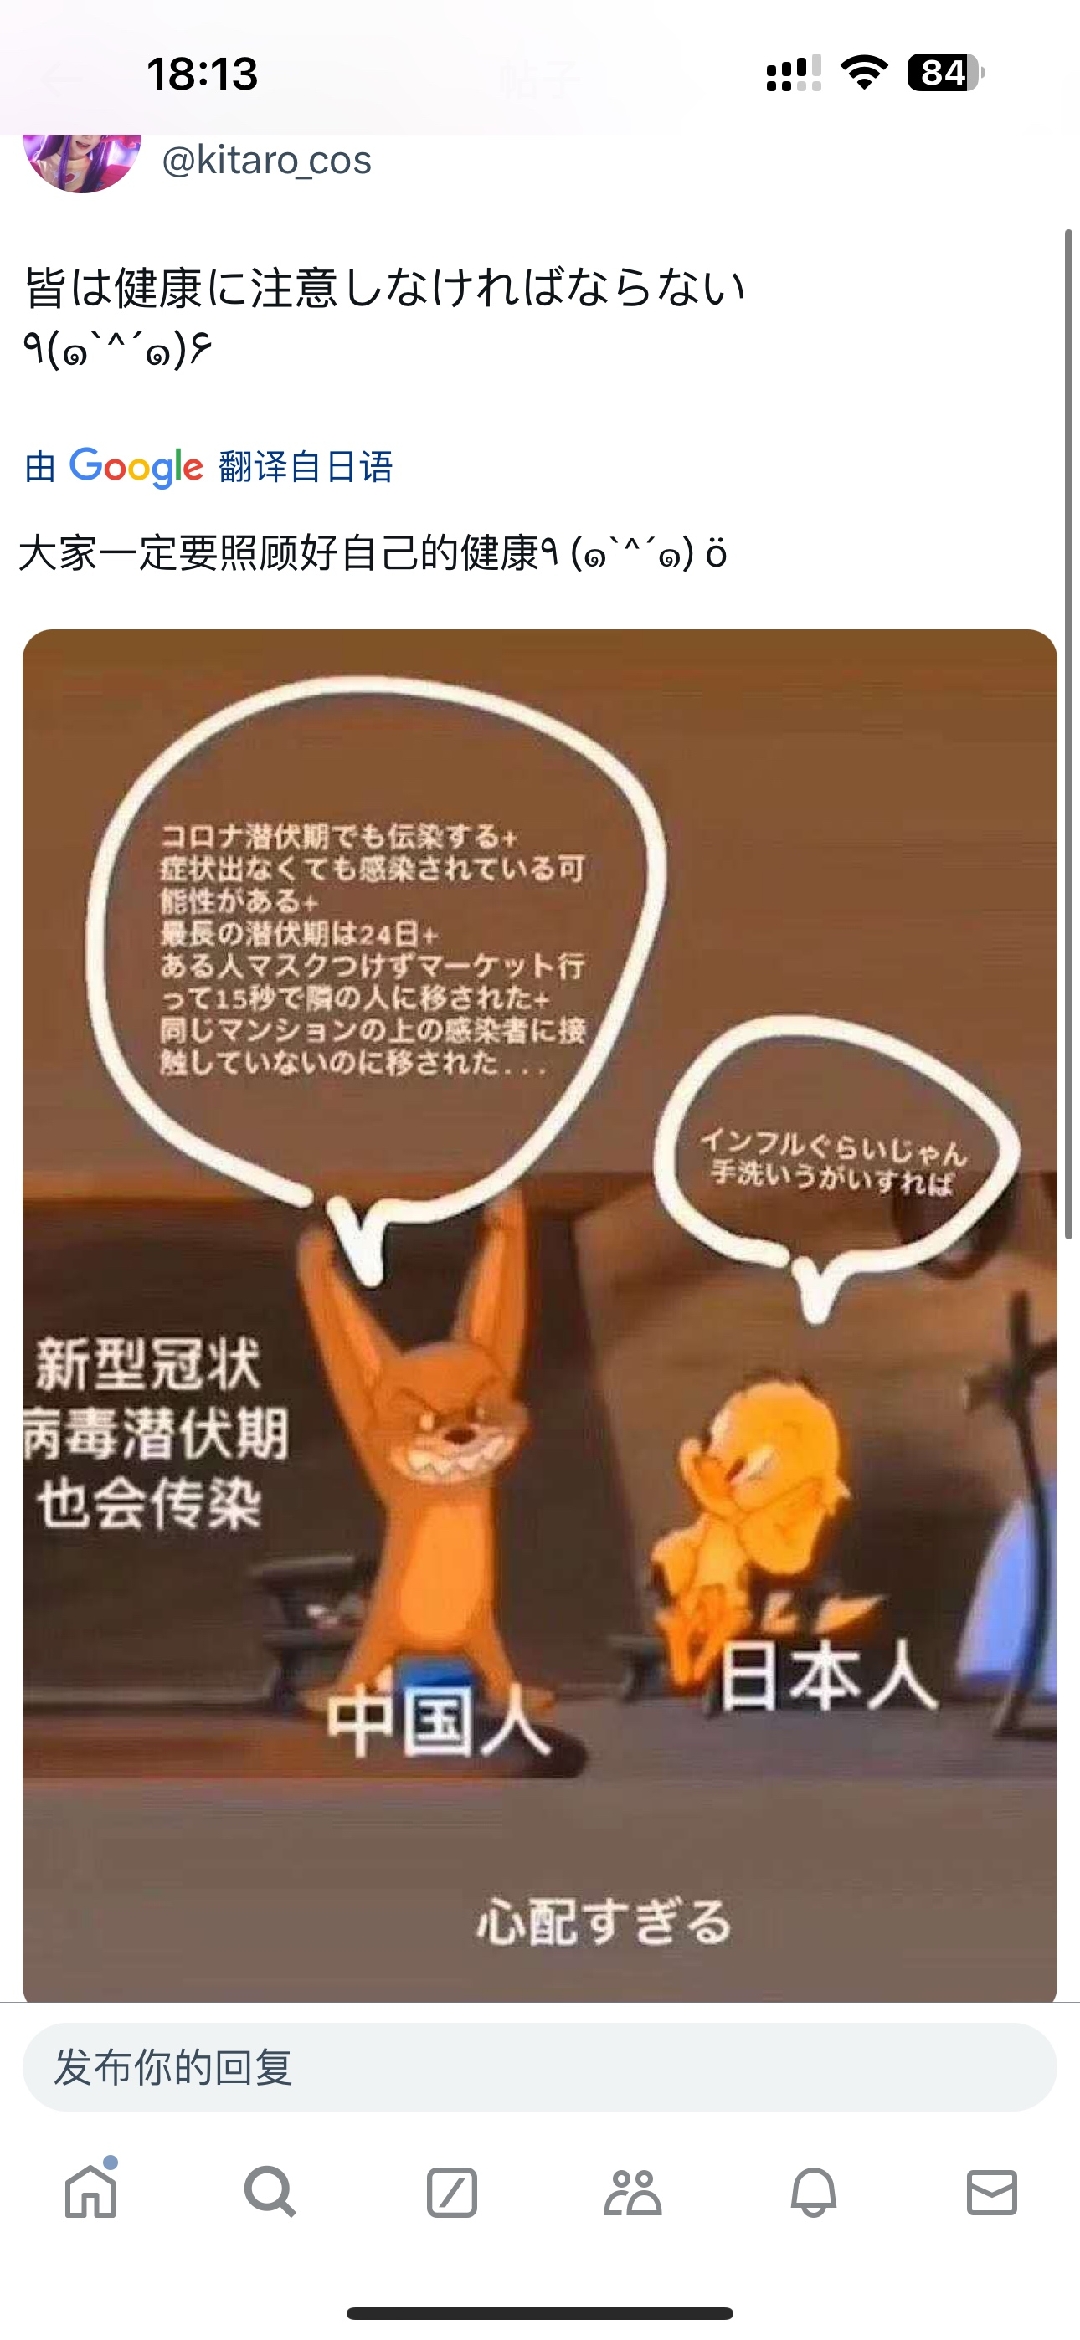 18:13
84
帖子
@kitaro_cos
皆は健康に注意しなければならない
٩(๑`^´๑)۶
由 Google 翻译自日语
大家一定要照顾好自己的健康٩ (๑`^´๑) ö
コロナ潜伏期でも伝染する+
症状出なくても感染されている可
能性がある+
最長の潜伏期は24日+
ある人マスクつけずマーケット行
って15秒で隣の人に移された+
同じマンションの上の感染者に接
触していないのに移された...
インフルぐらいじゃん
手洗いうがいすれば
新型冠状
病毒潜伏期
也会传染
中国人
日本人
心配すぎる
发布你的回复